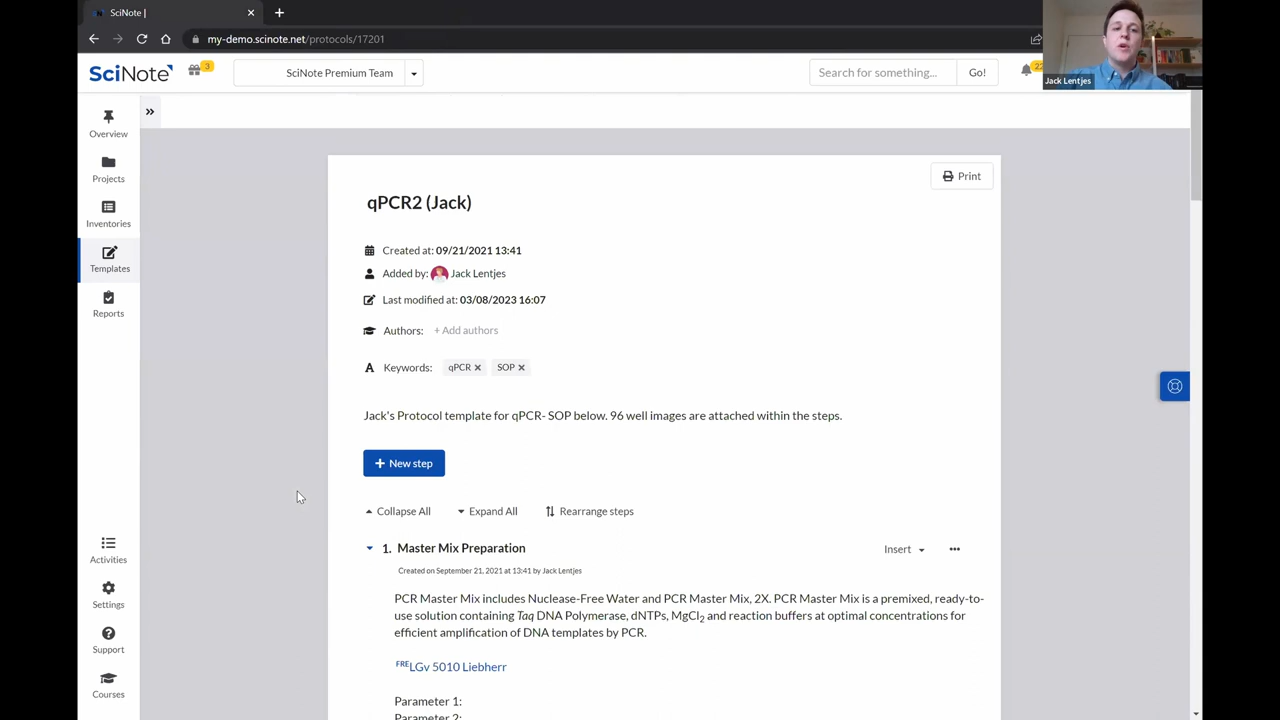 SciNote |
my-demo.scinote.net/protocols/17201
SciNote
3
SciNote Premium Team
Search for something...
Go!
22
Jack Lentjes
Overview
Projects
Inventories
Templates
Reports
Activities
Settings
Support
Courses
Print
qPCR2 (Jack)
Created at: 09/21/2021 13:41
Added by: Jack Lentjes
Last modified at: 03/08/2023 16:07
Authors: + Add authors
A Keywords: qPCR × SOP ×
Jack's Protocol template for qPCR- SOP below. 96 well images are attached within the steps.
+ New step
Collapse All Expand All Rearrange steps
1. Master Mix Preparation
Insert
Created on September 21, 2021 at 13:41 by Jack Lentjes
PCR Master Mix includes Nuclease-Free Water and PCR Master Mix, 2X. PCR Master Mix is a premixed, ready-to-
use solution containing Taq DNA Polymerase, dNTPs, MgCl2 and reaction buffers at optimal concentrations for
efficient amplification of DNA templates by PCR.
FRE LGv 5010 Liebherr
Parameter 1:
Parameter 2: